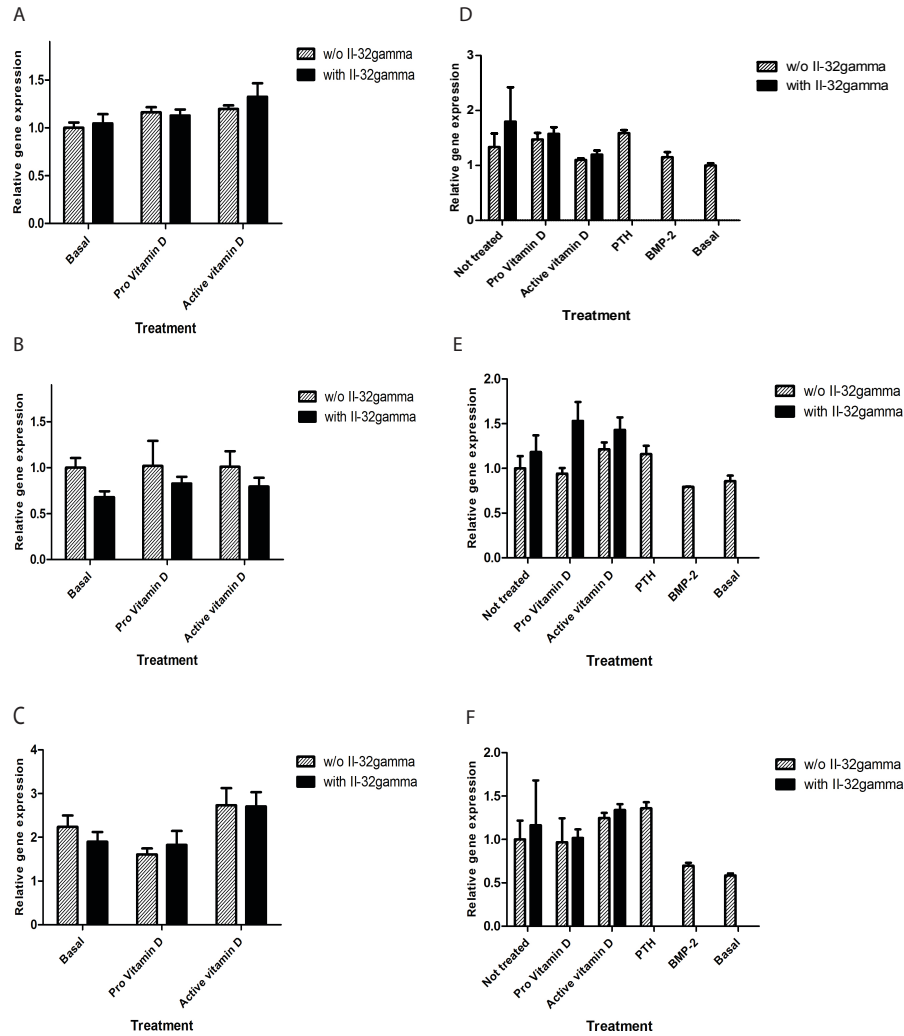 A
Relative gene expression
1.5
1.0
0.5
0.0
w/o Il-32gamma
with Il-32gamma
Basal
Pro Vitamin D
Active vitamin D
Treatment
B
Relative gene expression
1.5
1.0
0.5
0.0
w/o Il-32gamma
with Il-32gamma
Basal
Pro Vitamin D
Active vitamin D
Treatment
C
Relative gene expression
4
3
2
1
0
w/o Il-32gamma
with Il-32gamma
Basal
Pro Vitamin D
Active vitamin D
Treatment
D
Relative gene expression
3
2
1
0
w/o Il-32gamma
with Il-32gamma
Not treated
Pro Vitamin D
Active vitamin D
PTH
BMP-2
Basal
Treatment
E
Relative gene expression
2.0
1.5
1.0
0.5
0.0
w/o Il-32gamma
with Il-32gamma
Not treated
Pro Vitamin D
Active vitamin D
PTH
BMP-2
Basal
Treatment
F
Relative gene expression
2.0
1.5
1.0
0.5
0.0
w/o Il-32gamma
with Il-32gamma
Not treated
Pro Vitamin D
Active vitamin D
PTH
BMP-2
Basal
Treatment